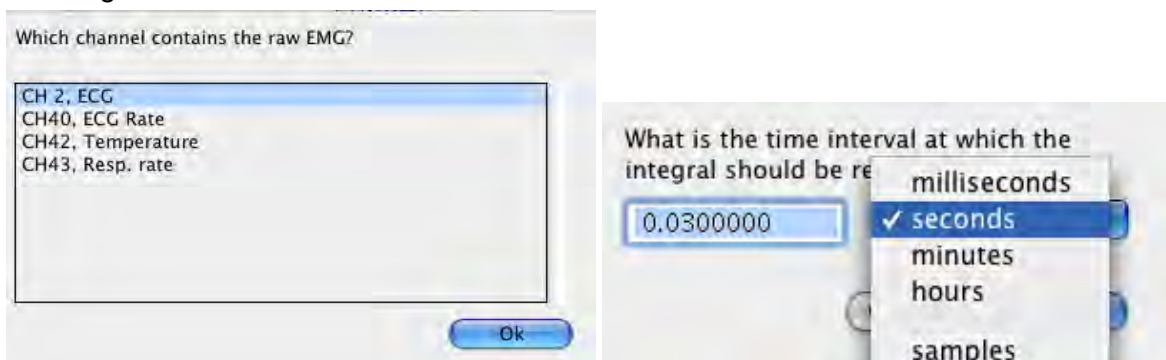 Which channel contains the raw EMG?
CH 2, ECG
CH40, ECG Rate
CH42, Temperature
CH43, Resp. rate
Ok
What is the time interval at which the
integral should be re
0.0300000
milliseconds
✓ seconds
minutes
hours
samples